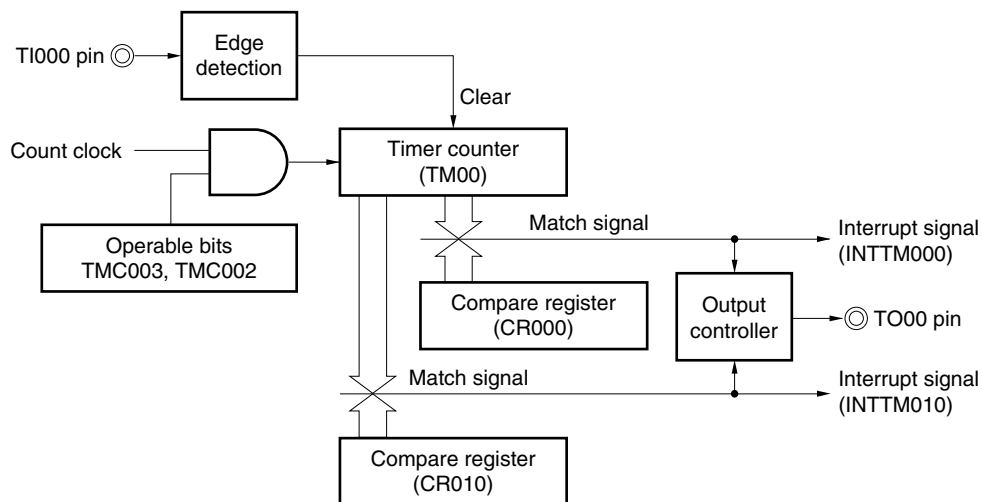 TI000 pin
Edge
detection
Clear
Count clock
Timer counter
(TM00)
Operable bits
TMC003, TMC002
Match signal
Interrupt signal
(INTTM000)
Compare register
(CR000)
Output
controller
TO00 pin
Match signal
Interrupt signal
(INTTM010)
Compare register
(CR010)